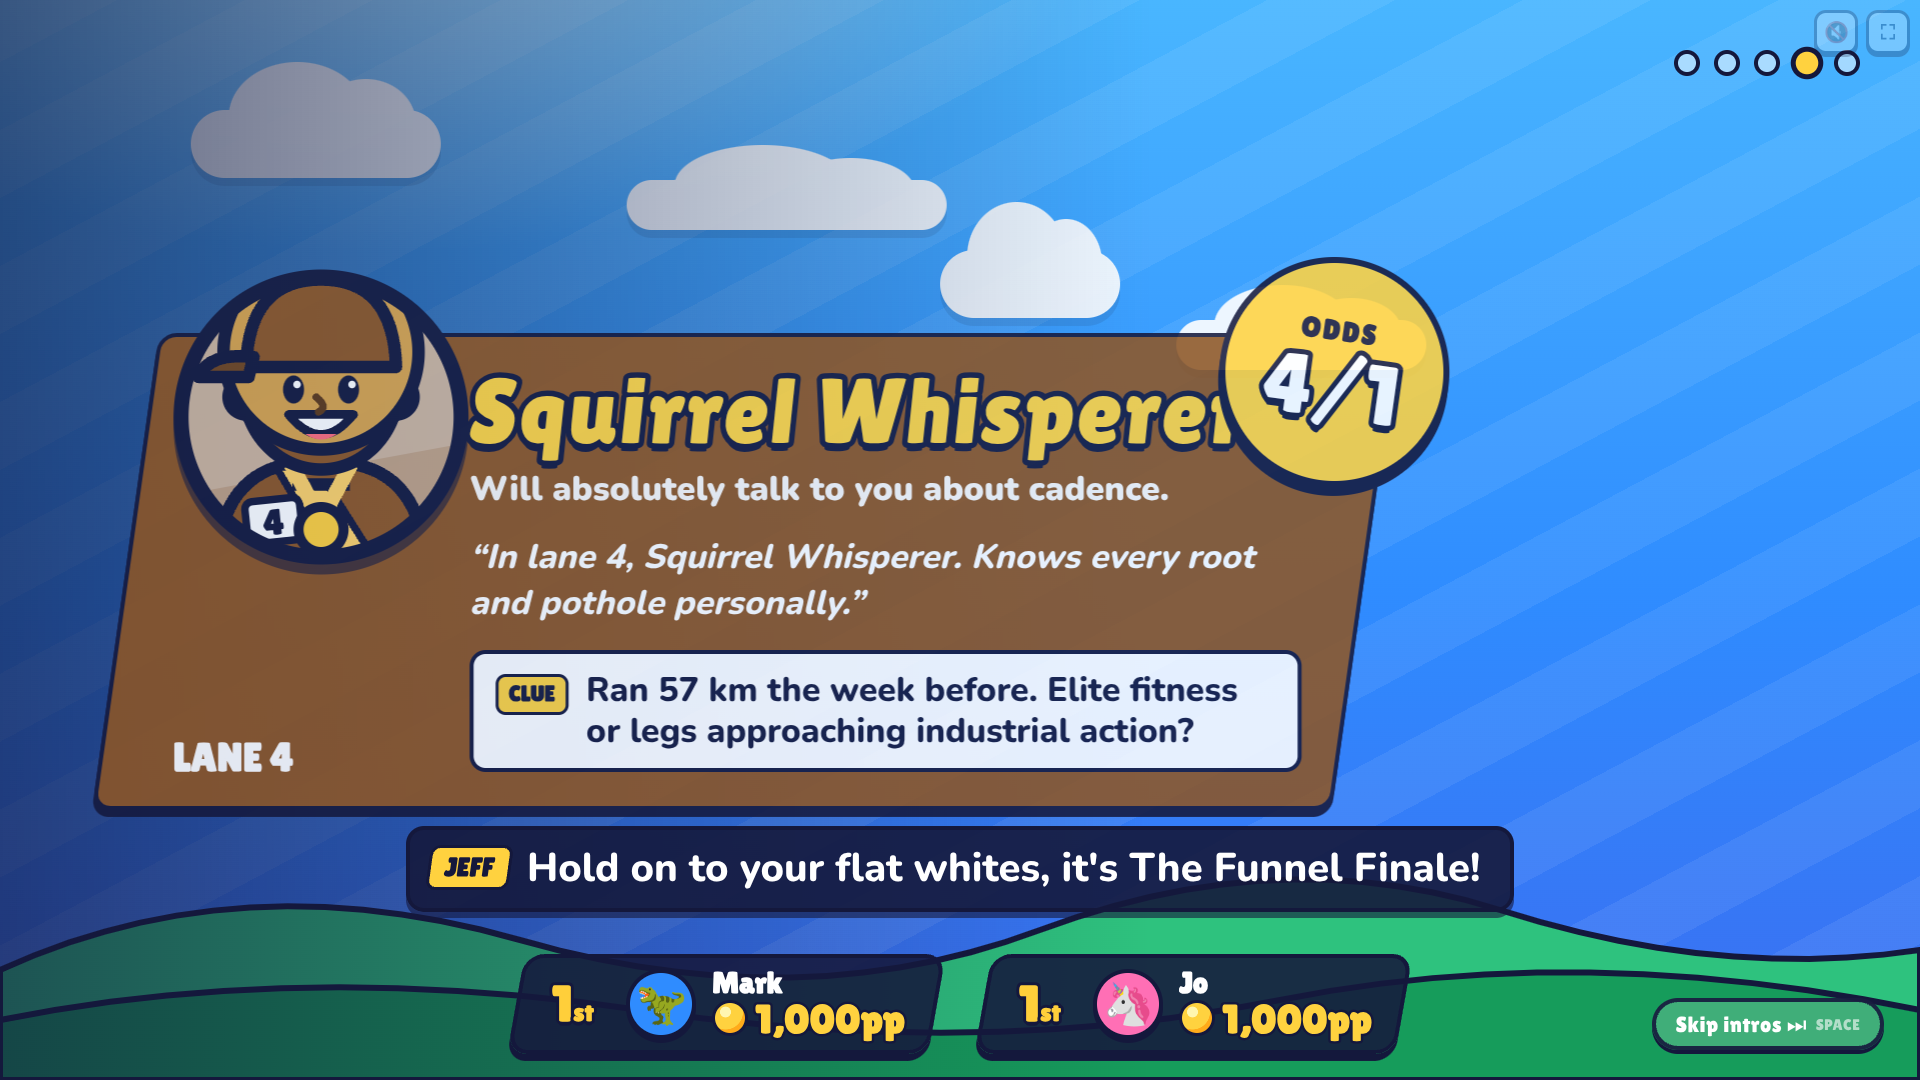 ODDS
4/1
Squirrel Whisperer
Will absolutely talk to you about cadence.
“In lane 4, Squirrel Whisperer. Knows every root
and pothole personally.”
4
CLUE
Ran 57 km the week before. Elite fitness
or legs approaching industrial action?
LANE 4
JEFF
Hold on to your flat whites, it's The Funnel Finale!
1st
Mark
1,000pp
1st
Jo
1,000pp
Skip intros SPACE